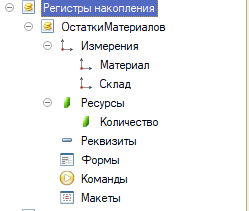 Регистры накопления
ОстаткиМатериалов
Измерения
Материал
Склад
Ресурсы
Количество
Реквизиты
Формы
Команды
Макеты